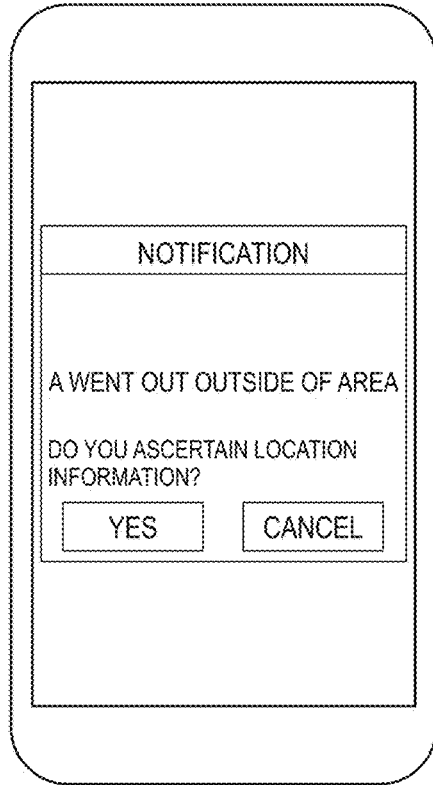 NOTIFICATION
A WENT OUT OUTSIDE OF AREA
DO YOU ASCERTAIN LOCATION
INFORMATION?
YES
CANCEL